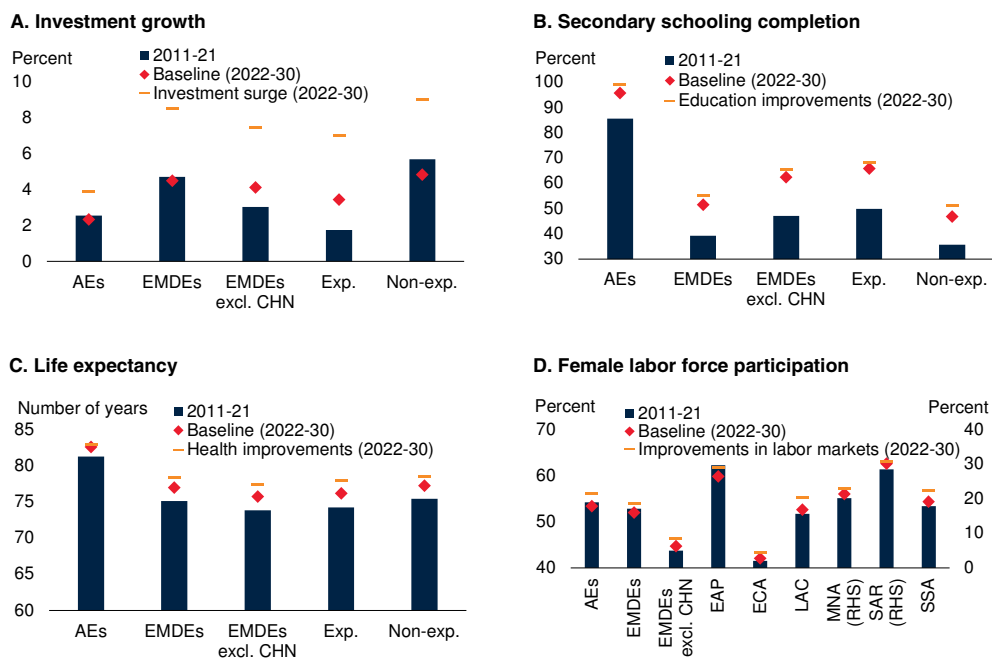 A. Investment growth
Percent
2011-21
Baseline (2022-30)
Investment surge (2022-30)
10
8
6
4
2
0
AEs
EMDEs
EMDEs
excl. CHN
Exp.
Non-exp.
B. Secondary schooling completion
Percent
2011-21
Baseline (2022-30)
Education improvements (2022-30)
100
90
80
70
60
50
40
30
AEs
EMDEs
EMDEs
excl. CHN
Exp.
Non-exp.
C. Life expectancy
Number of years
2011-21
Baseline (2022-30)
Health improvements (2022-30)
85
80
75
70
65
60
AEs
EMDEs
EMDEs
excl. CHN
Exp.
Non-exp.
D. Female labor force participation
Percent
Percent
2011-21
Baseline (2022-30)
Improvements in labor markets (2022-30)
70
60
50
40
40
30
20
10
0
AEs
EMDEs
EMDEs
excl. CHN
EAP
ECA
LAC
MNA
(RHS)
SAR
(RHS)
SSA